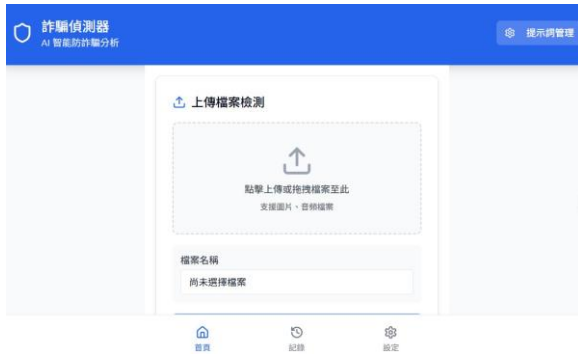 詐騙偵測器
AI 智能防詐騙分析
提示詞管理
上傳檔案檢測
點擊上傳或拖拽檔案至此
支援圖片、音頻檔案
檔案名稱
尚未選擇檔案
首頁
記錄
設定